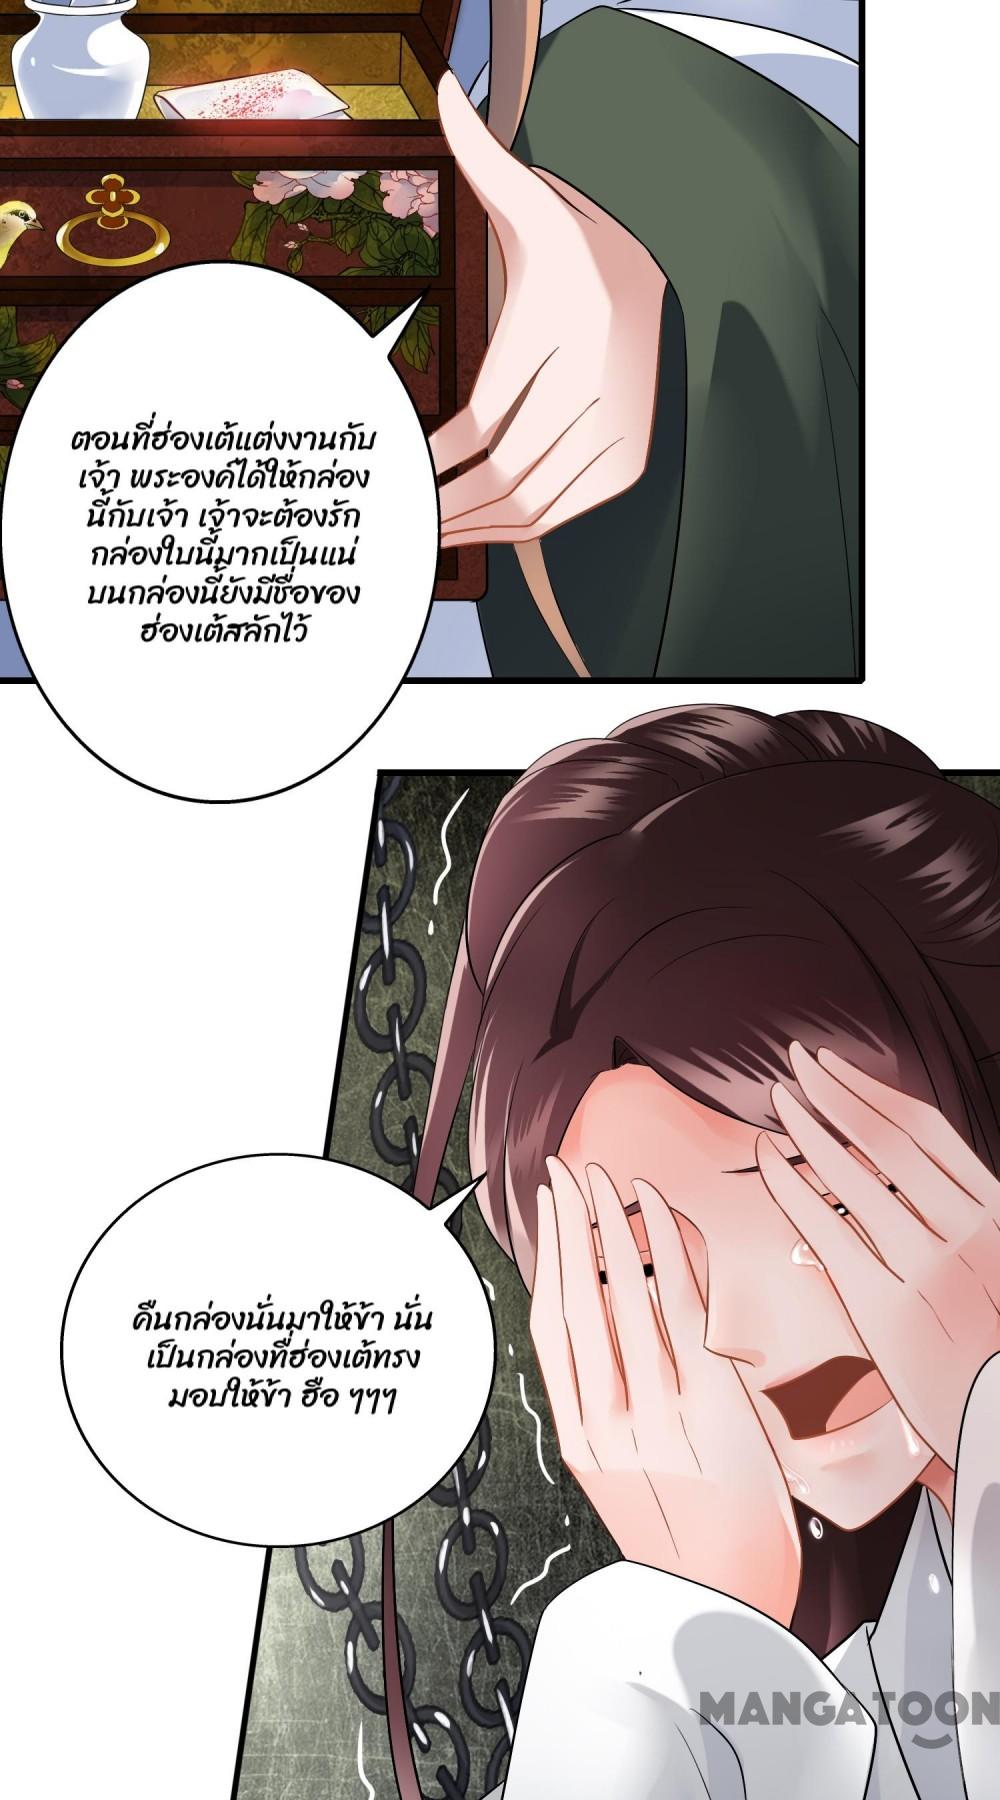 ตอนที่ฮ่องเต้แต่งงานกับ
เจ้า พระองค์ได้ให้กล่อง
นี้กับเจ้า เจ้าจะต้องรัก
กล่องใบนี้มากเป็นแน่
บนกล่องนี้ยังมีชื่อของ
ฮ่องเต้สลักไว้
คืนกล่องนั่นมาให้ข้า นั่น
เป็นกล่องที่ฮ่องเต้ทรง
มอบให้ข้า ฮือ ๆๆๆ
MANGATOON